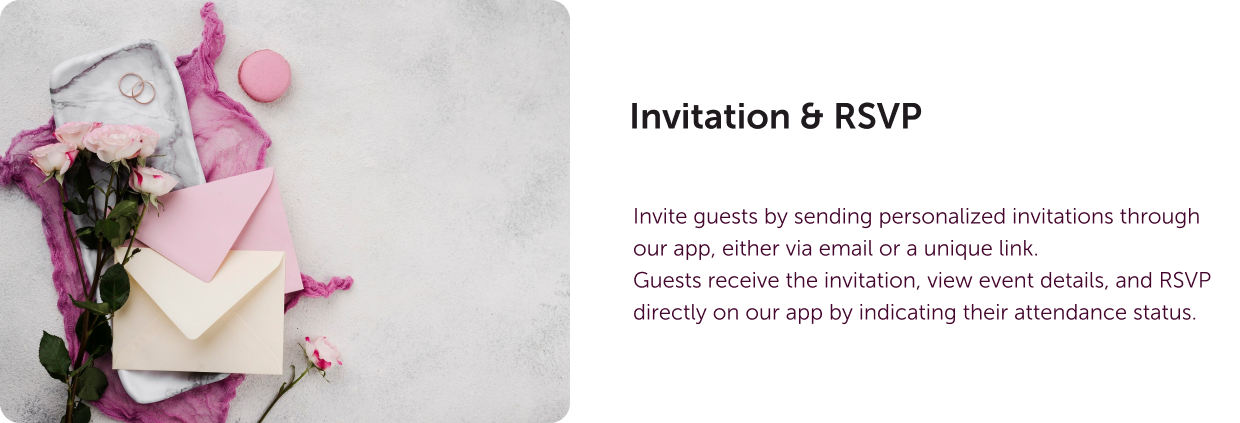 Invitation & RSVP
Invite guests by sending personalized invitations through
our app, either via email or a unique link.
Guests receive the invitation, view event details, and RSVP
directly on our app by indicating their attendance status.